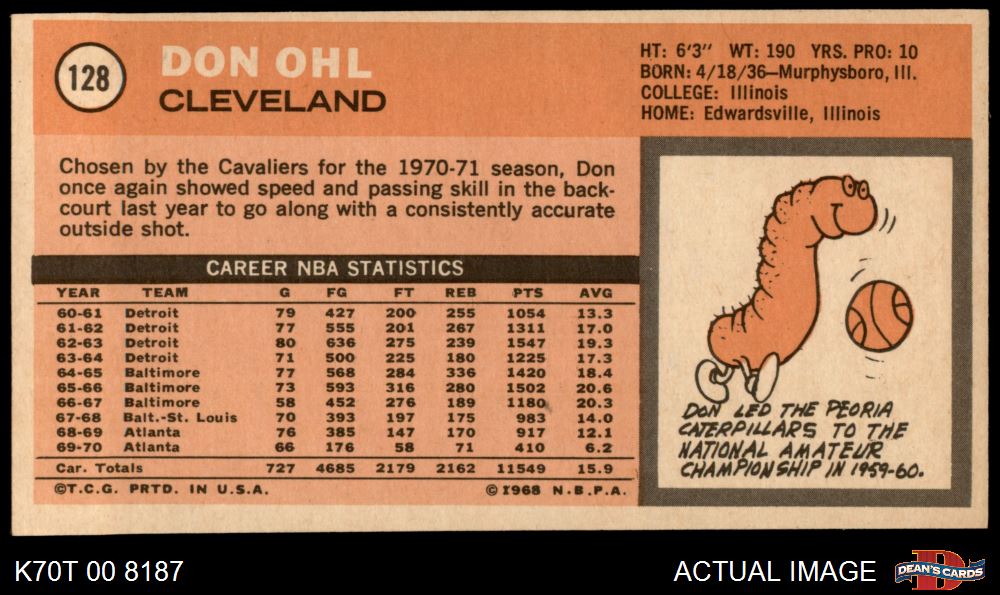 128
DON OHL
CLEVELAND
HT: 6'3" WT: 190 YRS. PRO: 10
BORN: 4/18/36—Murphysboro, Ill.
COLLEGE: Illinois
HOME: Edwardsville, Illinois
Chosen by the Cavaliers for the 1970-71 season, Don
once again showed speed and passing skill in the back-
court last year to go along with a consistently accurate
outside shot.
CAREER NBA STATISTICS
YEAR TEAM G FG FT REB PTS AVG
60-61 Detroit 79 427 200 255 1054 13.3
61-62 Detroit 77 555 201 267 1311 17.0
62-63 Detroit 80 636 275 239 1547 19.3
63-64 Detroit 71 500 225 180 1225 17.3
64-65 Baltimore 77 568 284 336 1420 18.4
65-66 Baltimore 73 593 316 280 1502 20.6
66-67 Baltimore 58 452 276 189 1180 20.3
67-68 Balt.-St. Louis 70 393 197 175 983 14.0
68-69 Atlanta 76 385 147 170 917 12.1
69-70 Atlanta 66 176 58 71 410 6.2
Car. Totals 727 4685 2179 2162 11549 15.9
©T.C.G. PRTD. IN U.S.A. ©1968 N.B.P.A.
DON LED THE PEORIA
CATERPILLARS TO THE
NATIONAL AMATEUR
CHAMPIONSHIP IN 1959-60.
K70T 00 8187
ACTUAL IMAGE
D
DEAN'S CARDS